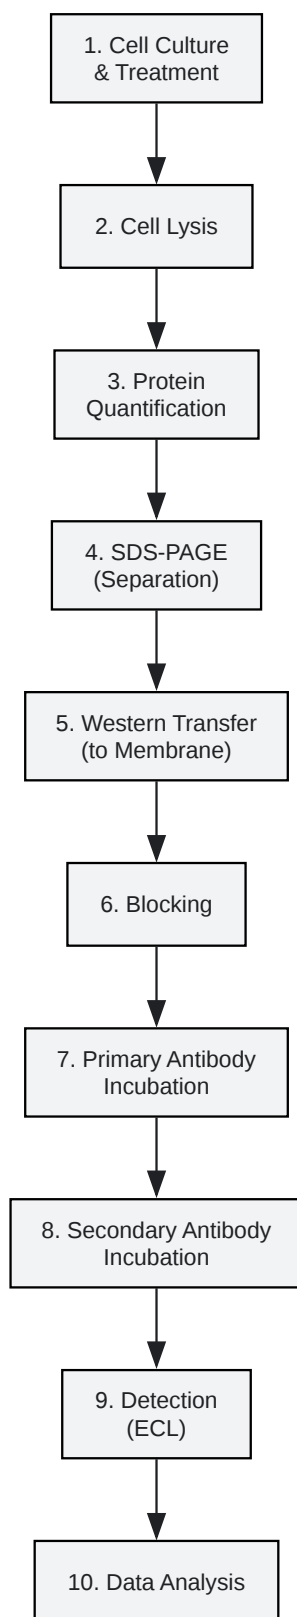 1. Cell Culture
& Treatment
2. Cell Lysis
3. Protein
Quantification
4. SDS-PAGE
(Separation)
5. Western Transfer
(to Membrane)
6. Blocking
7. Primary Antibody
Incubation
8. Secondary Antibody
Incubation
9. Detection
(ECL)
10. Data Analysis